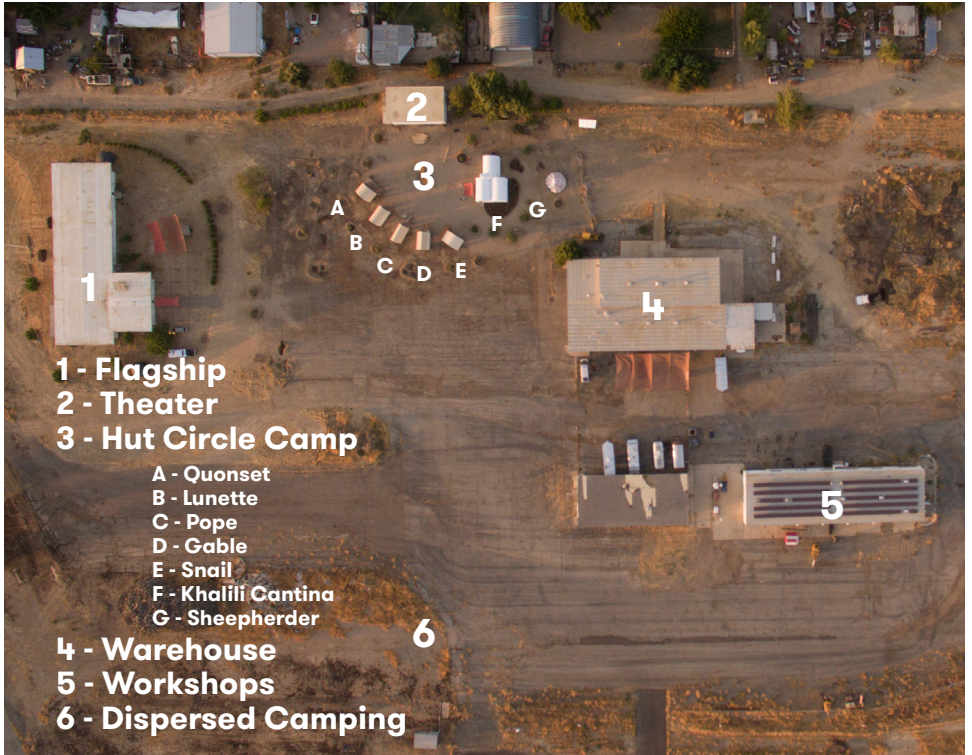 2
3
A
B
C
D
E
F
G
1
4
1 - Flagship
2 - Theater
3 - Hut Circle Camp
A - Quonset
B - Lunette
C - Pope
D - Gable
E - Snail
F - Khalili Cantina
G - Sheepherder
4 - Warehouse
5 - Workshops
6 - Dispersed Camping
5
6